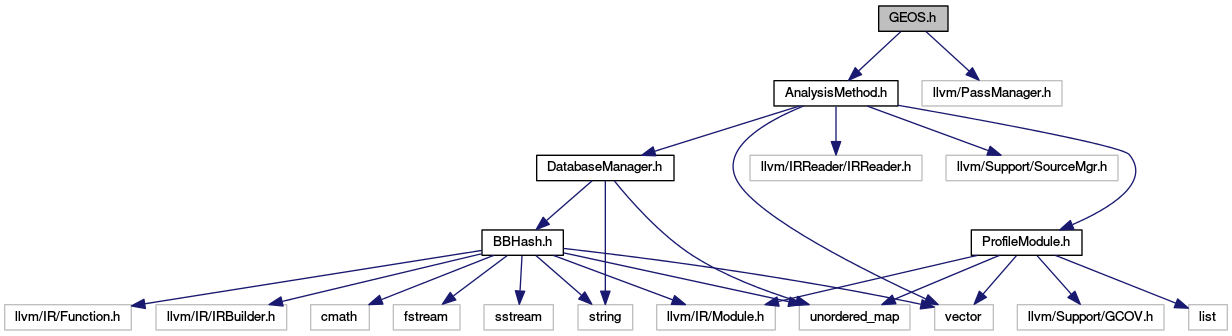 GEOS.h
AnalysisMethod.h
llvm/PassManager.h
DatabaseManager.h
llvm/IRReader/IRReader.h
llvm/Support/SourceMgr.h
BBHash.h
ProfileModule.h
llvm/IR/Function.h
llvm/IR/IRBuilder.h
cmath
fstream
sstream
string
llvm/IR/Module.h
unordered_map
vector
llvm/Support/GCOV.h
list